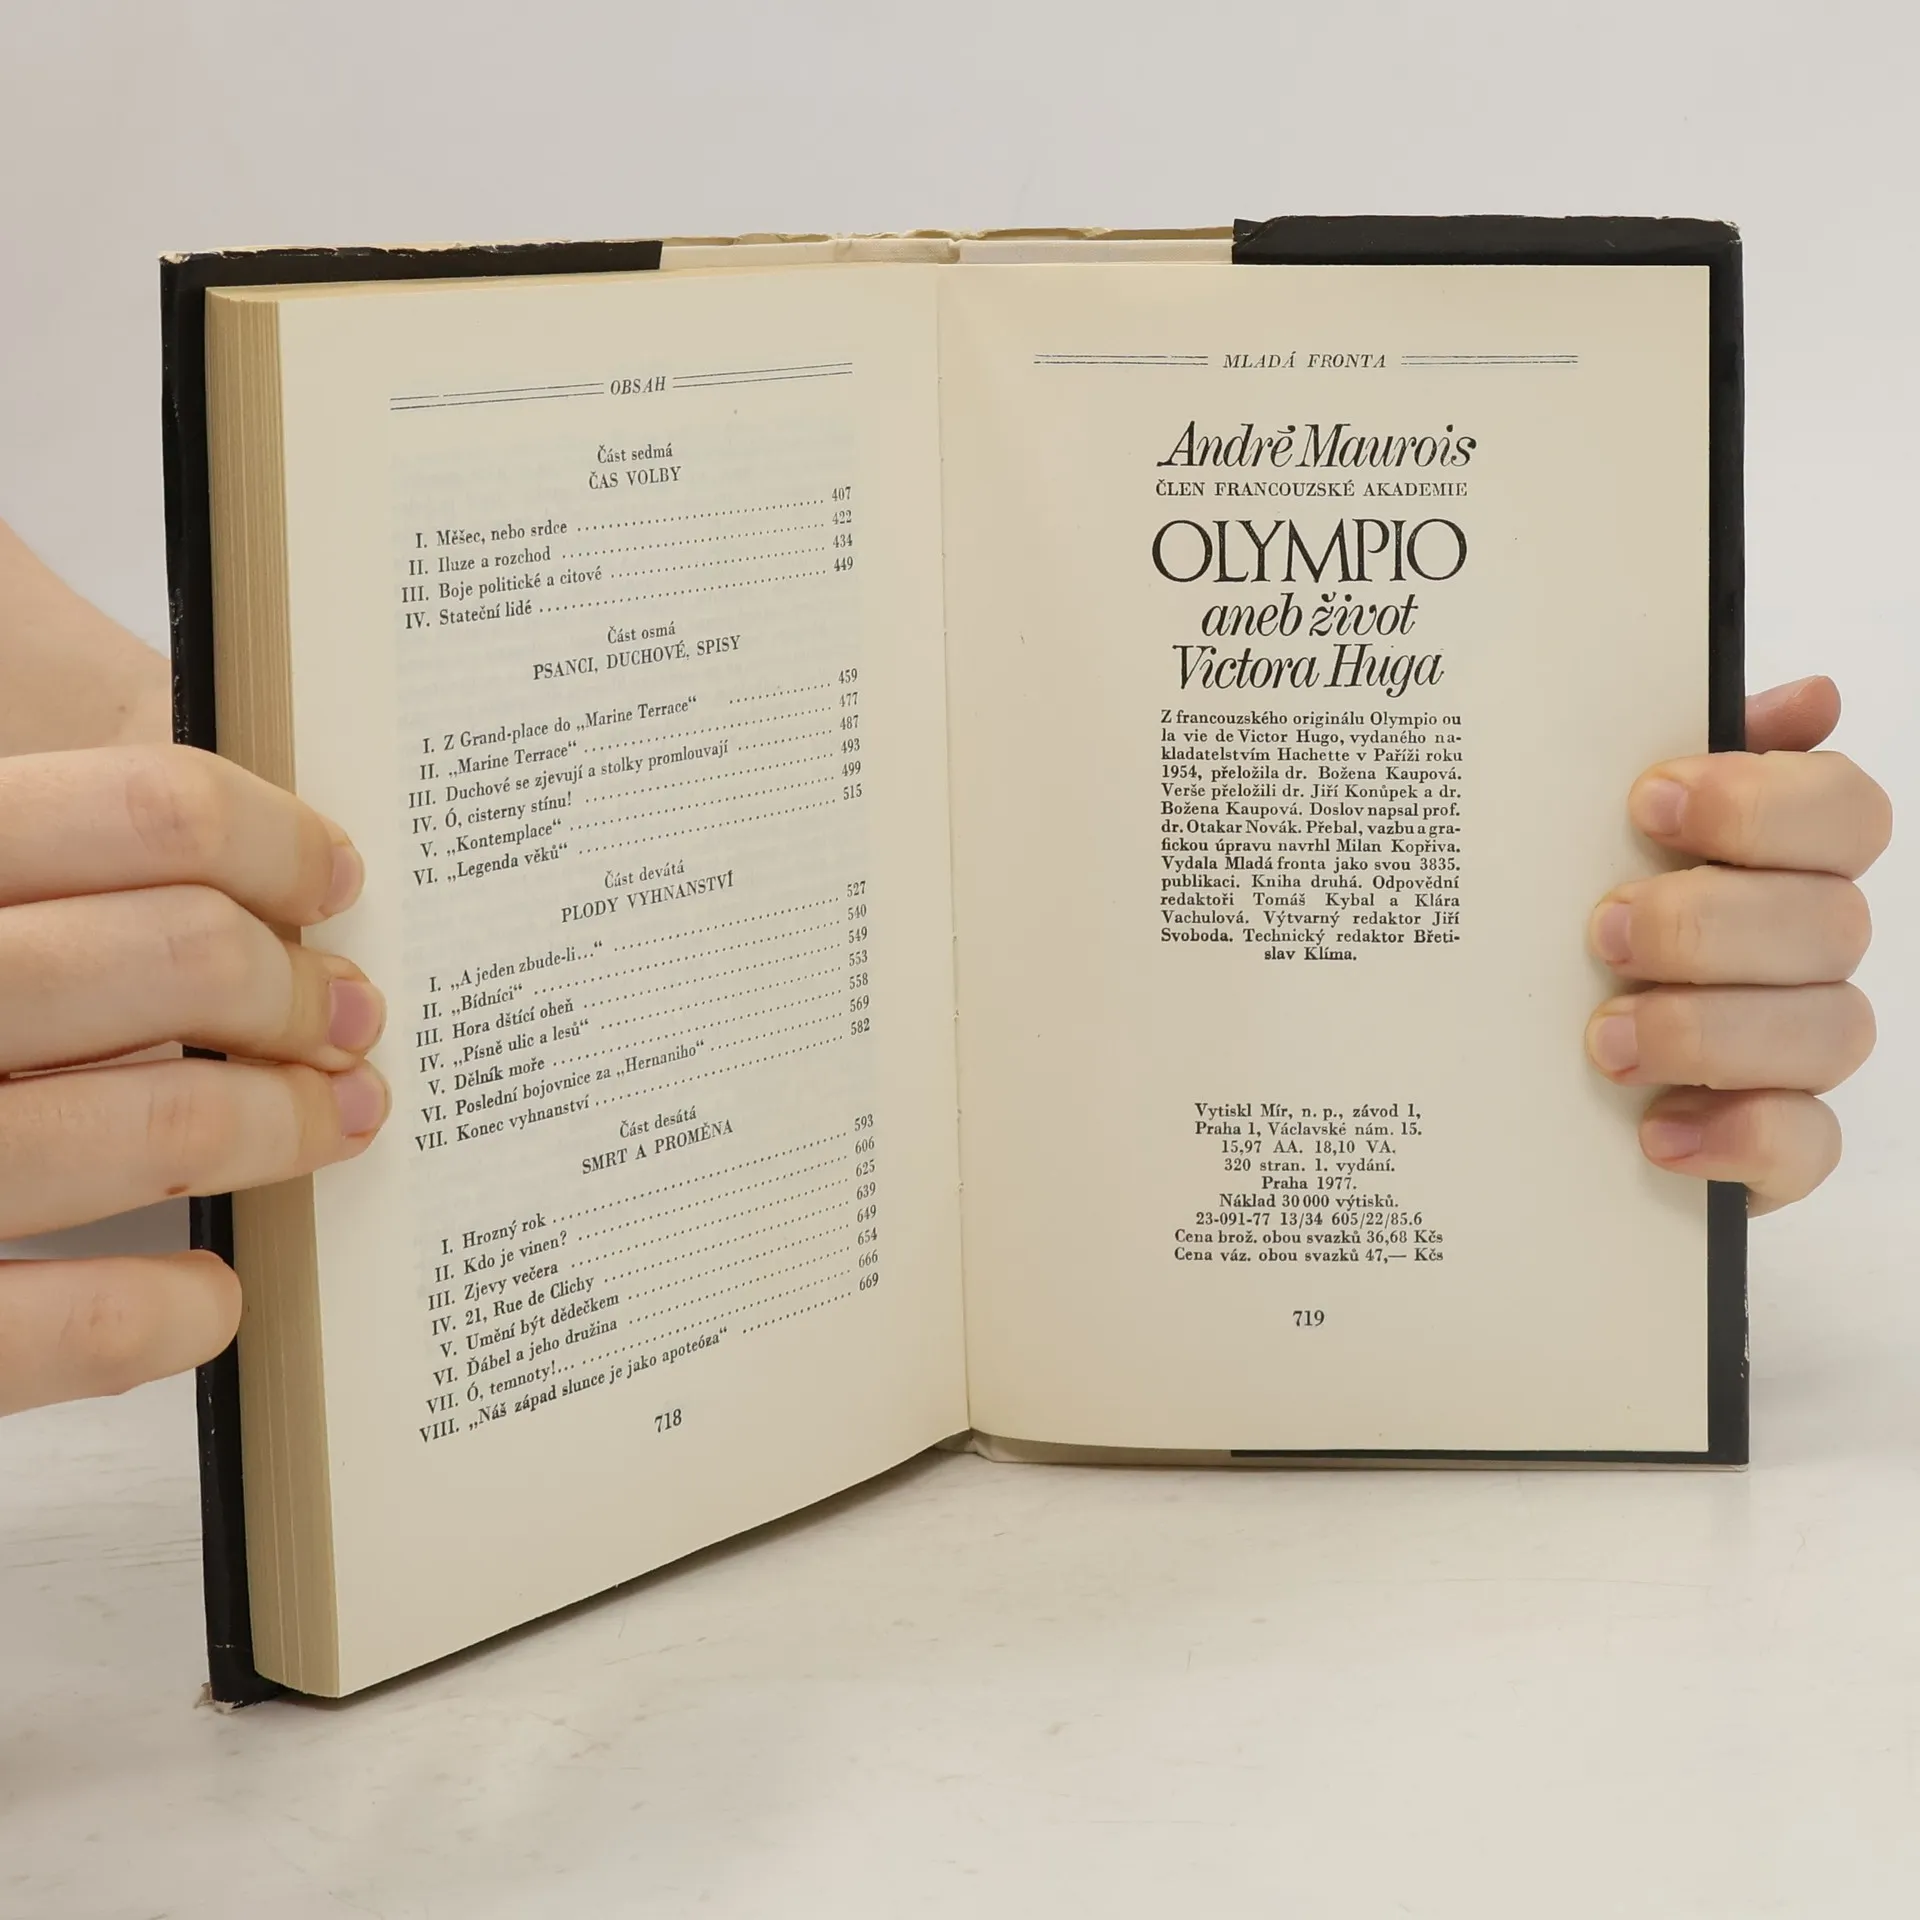 OBSAH
Část sedmá
ČAS VOLBY
I. Měšec, nebo srdce 407
II. Iluze a rozchod 422
III. Boje politické a citové 434
IV. Stateční lidé 449
Část osmá
PSANCI, DUCHOVÉ, SPISY
I. Z Grand-place do „Marine Terrace“ 459
II. „Marine Terrace“ 477
III. Duchové se zjevují a stolky promlouvají 487
IV. Ó, cisterny stínu! 493
V. „Kontemplace“ 499
VI. „Legenda věků“ 515
Část devátá
PLODY VYHNANSTVÍ
I. „A jeden zbude-li...“ 527
II. „Bídníci“ 540
III. Hora dštící oheň 549
IV. „Písně ulic a lesů“ 553
V. Dělník moře 558
VI. Poslední bojovnice za „Hernaniho“ 569
VII. Konec vyhnanství 582
Část desátá
SMRT A PROMĚNA
I. Hrozný rok 593
II. Kdo je vinen? 606
III. Zjevy večera 625
IV. 21, Rue de Clichy 639
V. Umění být dědečkem 649
VI. Ďábel a jeho družina 654
VII. Ó, temnoty!... 666
VIII. „Náš západ slunce je jako apoteóza“ 669
718
MLADÁ FRONTA
André Maurois
ČLEN FRANCOUZSKÉ AKADEMIE
OLYMPIO
aneb život
Victora Huga
Z francouzského originálu Olympio ou
la vie de Victor Hugo, vydaného na-
kladatelstvím Hachette v Paříži roku
1954, přeložila dr. Božena Kaupová.
Verše přeložili dr. Jiří Konůpek a dr.
Božena Kaupová. Doslov napsal prof.
dr. Otakar Novák. Přebal, vazbu a gra-
fickou úpravu navrhl Milan Kopřiva.
Vydala Mladá fronta jako svou 3835.
publikaci. Kniha druhá. Odpovědní
redaktoři Tomáš Kybal a Klára
Vachulová. Výtvarný redaktor Jiří
Svoboda. Technický redaktor Břeti-
slav Klíma.
Vytiskl Mír, n. p., závod 1,
Praha 1, Václavské nám. 15.
15,97 AA. 18,10 VA.
320 stran. 1. vydání.
Praha 1977.
Náklad 30 000 výtisků.
23-091-77 13/34 605/22/85.6
Cena brož. obou svazků 36,68 Kčs
Cena váz. obou svazků 47,— Kčs
719